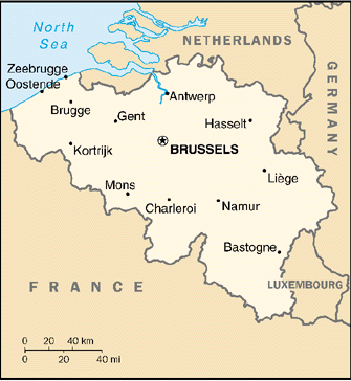 North
Sea
NETHERLANDS
GERMANY
Zeebrugge
Oostende
Antwerp
Brugge
Gent
Hasselt
Kortrijk
BRUSSELS
Liège
Mons
Charleroi
Namur
Bastogne
FRANCE
LUXEMBOURG
0 20 40 km
0 20 40 mi